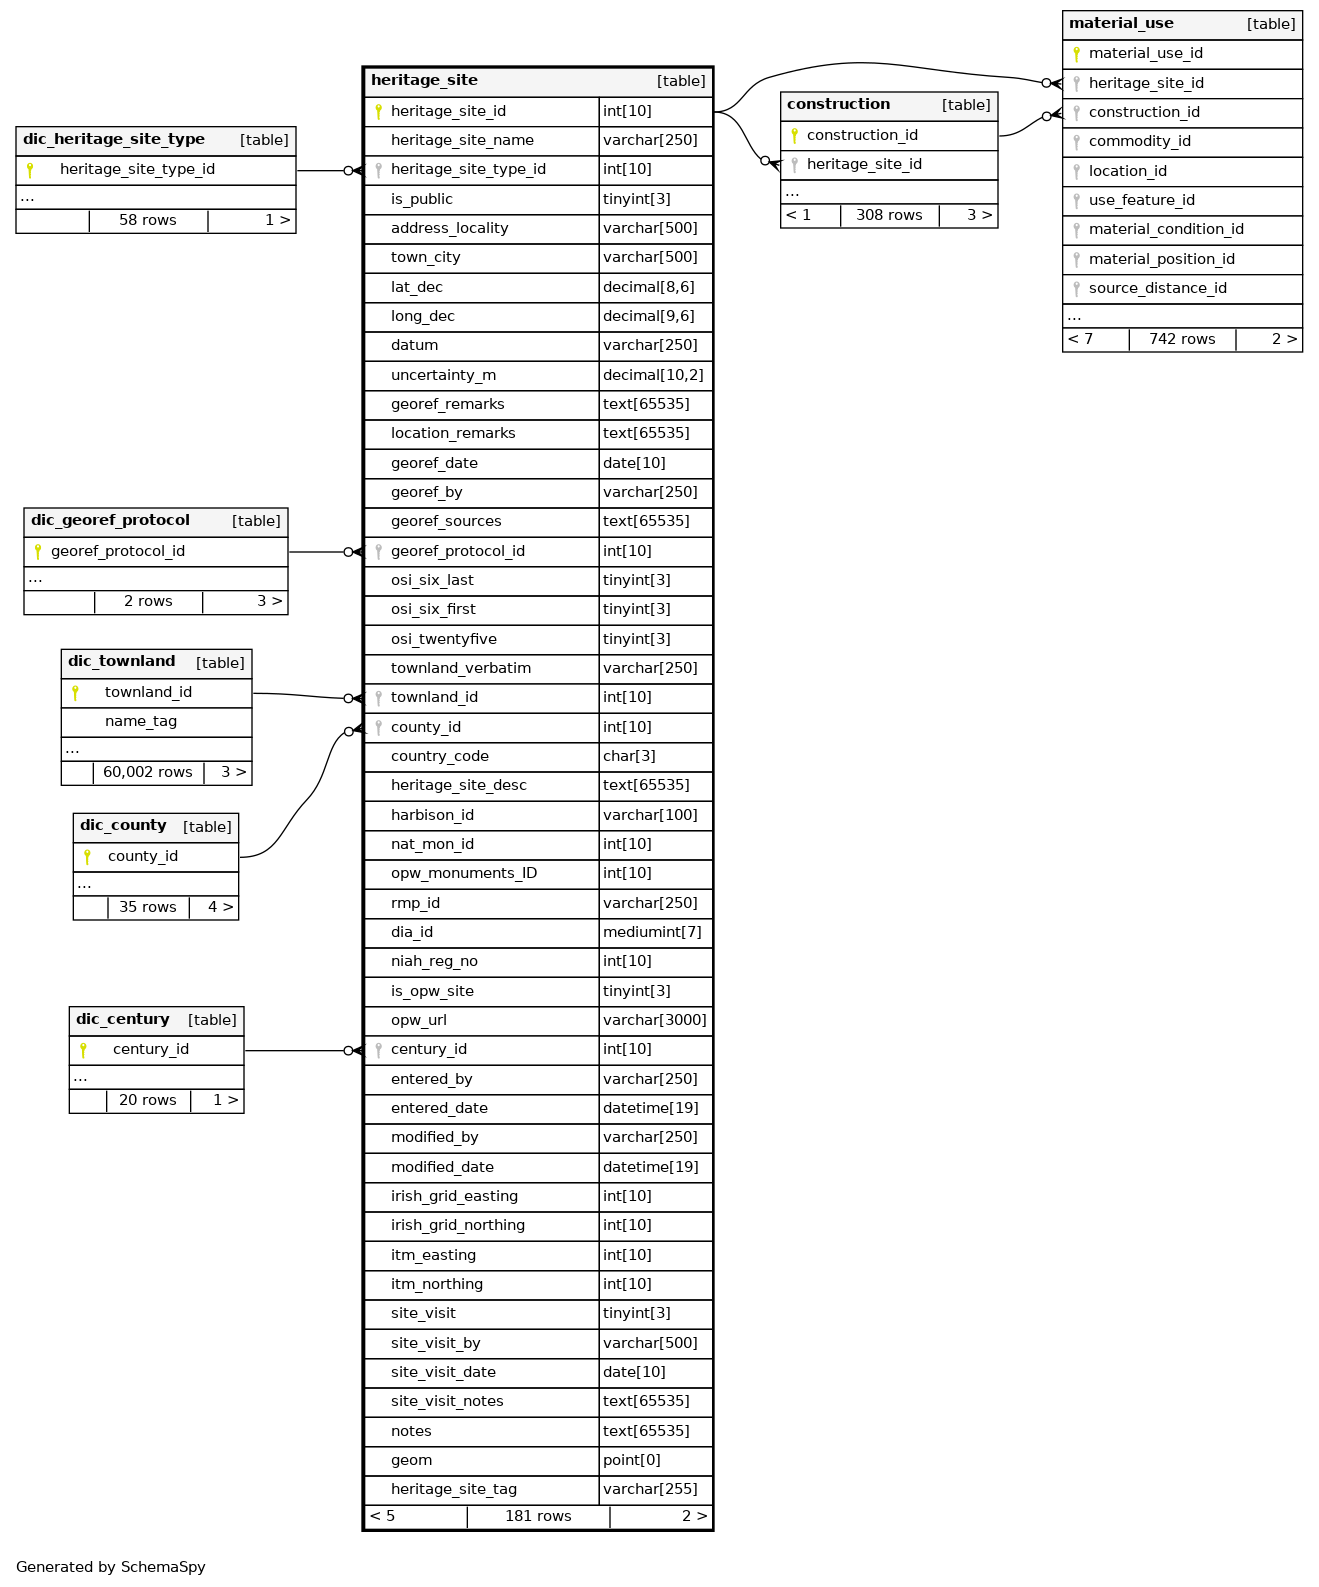 material_use [table]
material_use_id
heritage_site_id
construction_id
commodity_id
location_id
use_feature_id
material_condition_id
material_position_id
source_distance_id
...
< 7 742 rows 2 >
construction [table]
construction_id
heritage_site_id
...
< 1 308 rows 3 >
heritage_site [table]
heritage_site_id int[10]
heritage_site_name varchar[250]
heritage_site_type_id int[10]
is_public tinyint[3]
address_locality varchar[500]
town_city varchar[500]
lat_dec decimal[8,6]
long_dec decimal[9,6]
datum varchar[250]
uncertainty_m decimal[10,2]
georef_remarks text[65535]
location_remarks text[65535]
georef_date date[10]
georef_by varchar[250]
georef_sources text[65535]
georef_protocol_id int[10]
osi_six_last tinyint[3]
osi_six_first tinyint[3]
osi_twentyfive tinyint[3]
townland_verbatim varchar[250]
townland_id int[10]
county_id int[10]
country_code char[3]
heritage_site_desc text[65535]
harbison_id varchar[100]
nat_mon_id int[10]
opw_monuments_ID int[10]
rmp_id varchar[250]
dia_id mediumint[7]
niah_reg_no int[10]
is_opw_site tinyint[3]
opw_url varchar[3000]
century_id int[10]
entered_by varchar[250]
entered_date datetime[19]
modified_by varchar[250]
modified_date datetime[19]
irish_grid_easting int[10]
irish_grid_northing int[10]
itm_easting int[10]
itm_northing int[10]
site_visit tinyint[3]
site_visit_by varchar[500]
site_visit_date date[10]
site_visit_notes text[65535]
notes text[65535]
geom point[0]
heritage_site_tag varchar[255]
< 5 181 rows 2 >
dic_heritage_site_type [table]
heritage_site_type_id
...
58 rows 1 >
dic_georef_protocol [table]
georef_protocol_id
...
2 rows 3 >
dic_townland [table]
townland_id
name_tag
...
60,002 rows 3 >
dic_county [table]
county_id
...
35 rows 4 >
dic_century [table]
century_id
...
20 rows 1 >
Generated by SchemaSpy